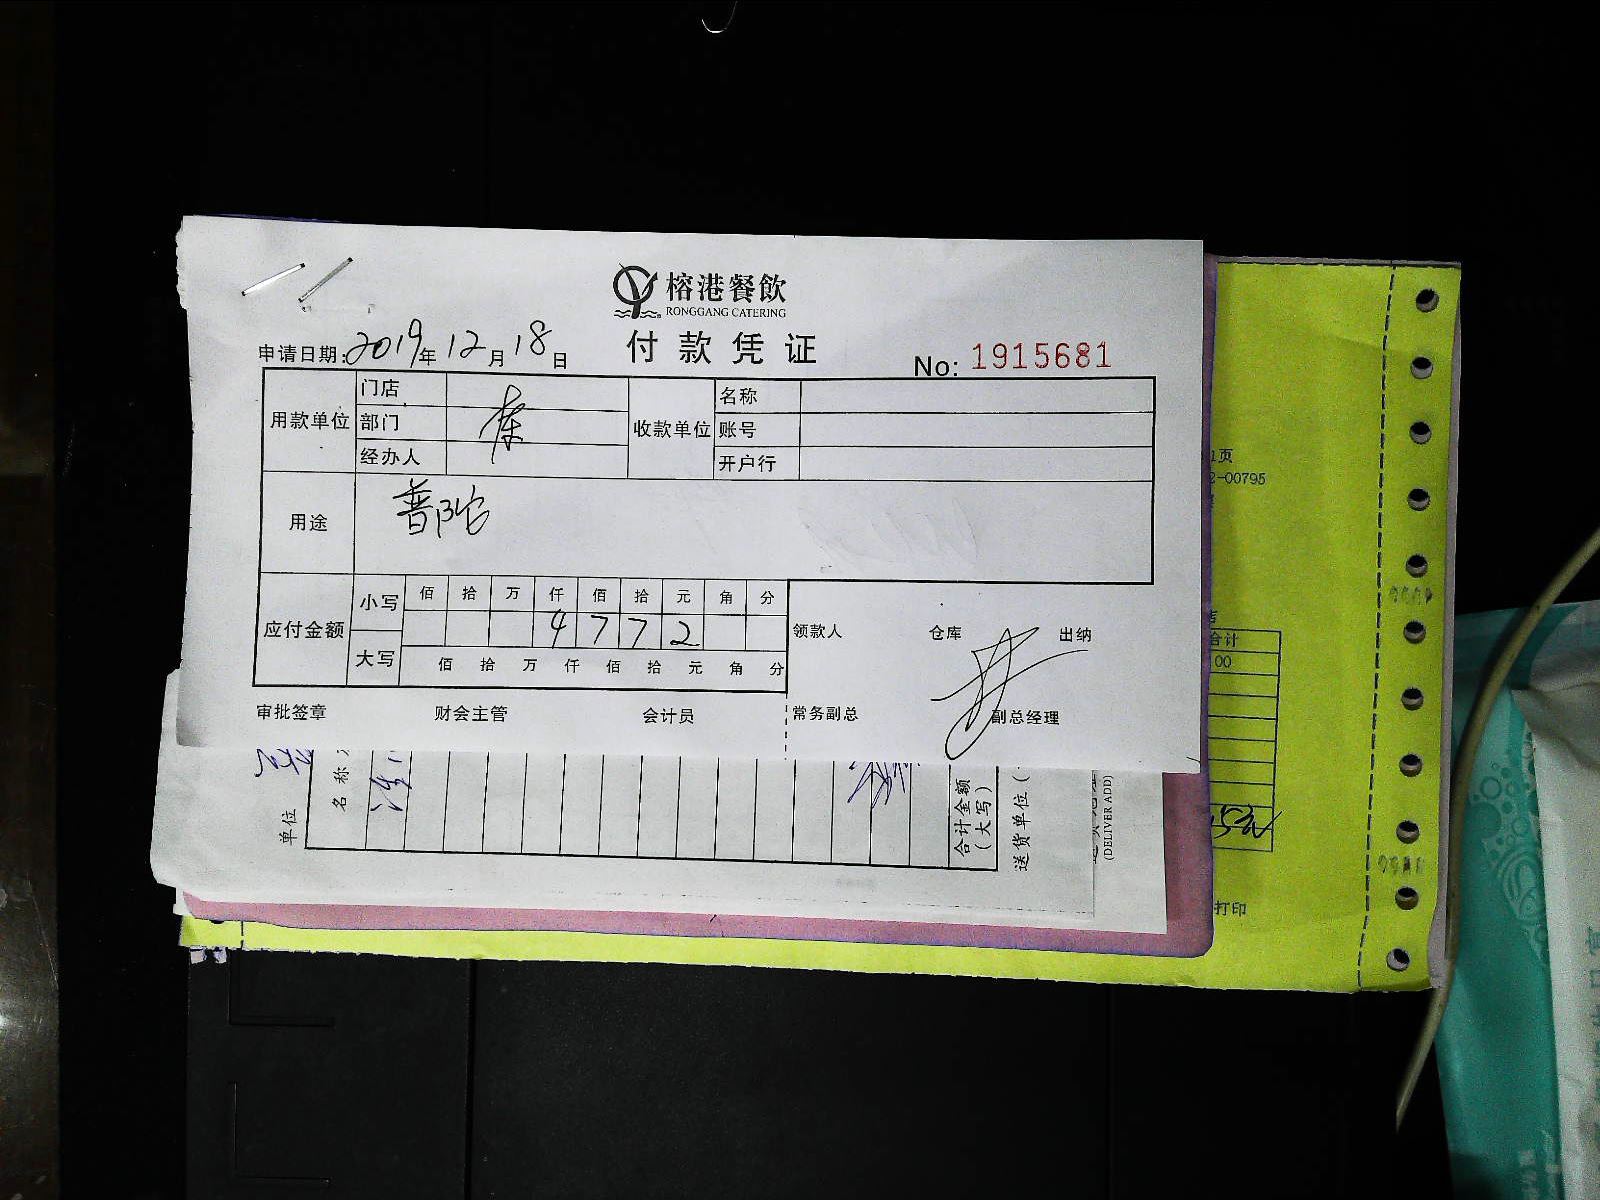 榕港餐飲
RONGGANG CATERING
付款凭证
申请日期:2019年12月18日
No: 1915681
用款单位 门店 收款单位 名称
部门 账号
经办人 开户行
用途 普陀
应付金额 小写 佰 拾 万 仟 佰 拾 元 角 分
4 7 7 2
大写 佰 拾 万 仟 佰 拾 元 角 分
领款人 仓库 出纳
审批签章 财会主管 会计员 常务副总 副总经理
单位
名称
合计金额
(大写)
送货单位(
(DELIVER ADD)
1页
2-00795
合计
00
打印